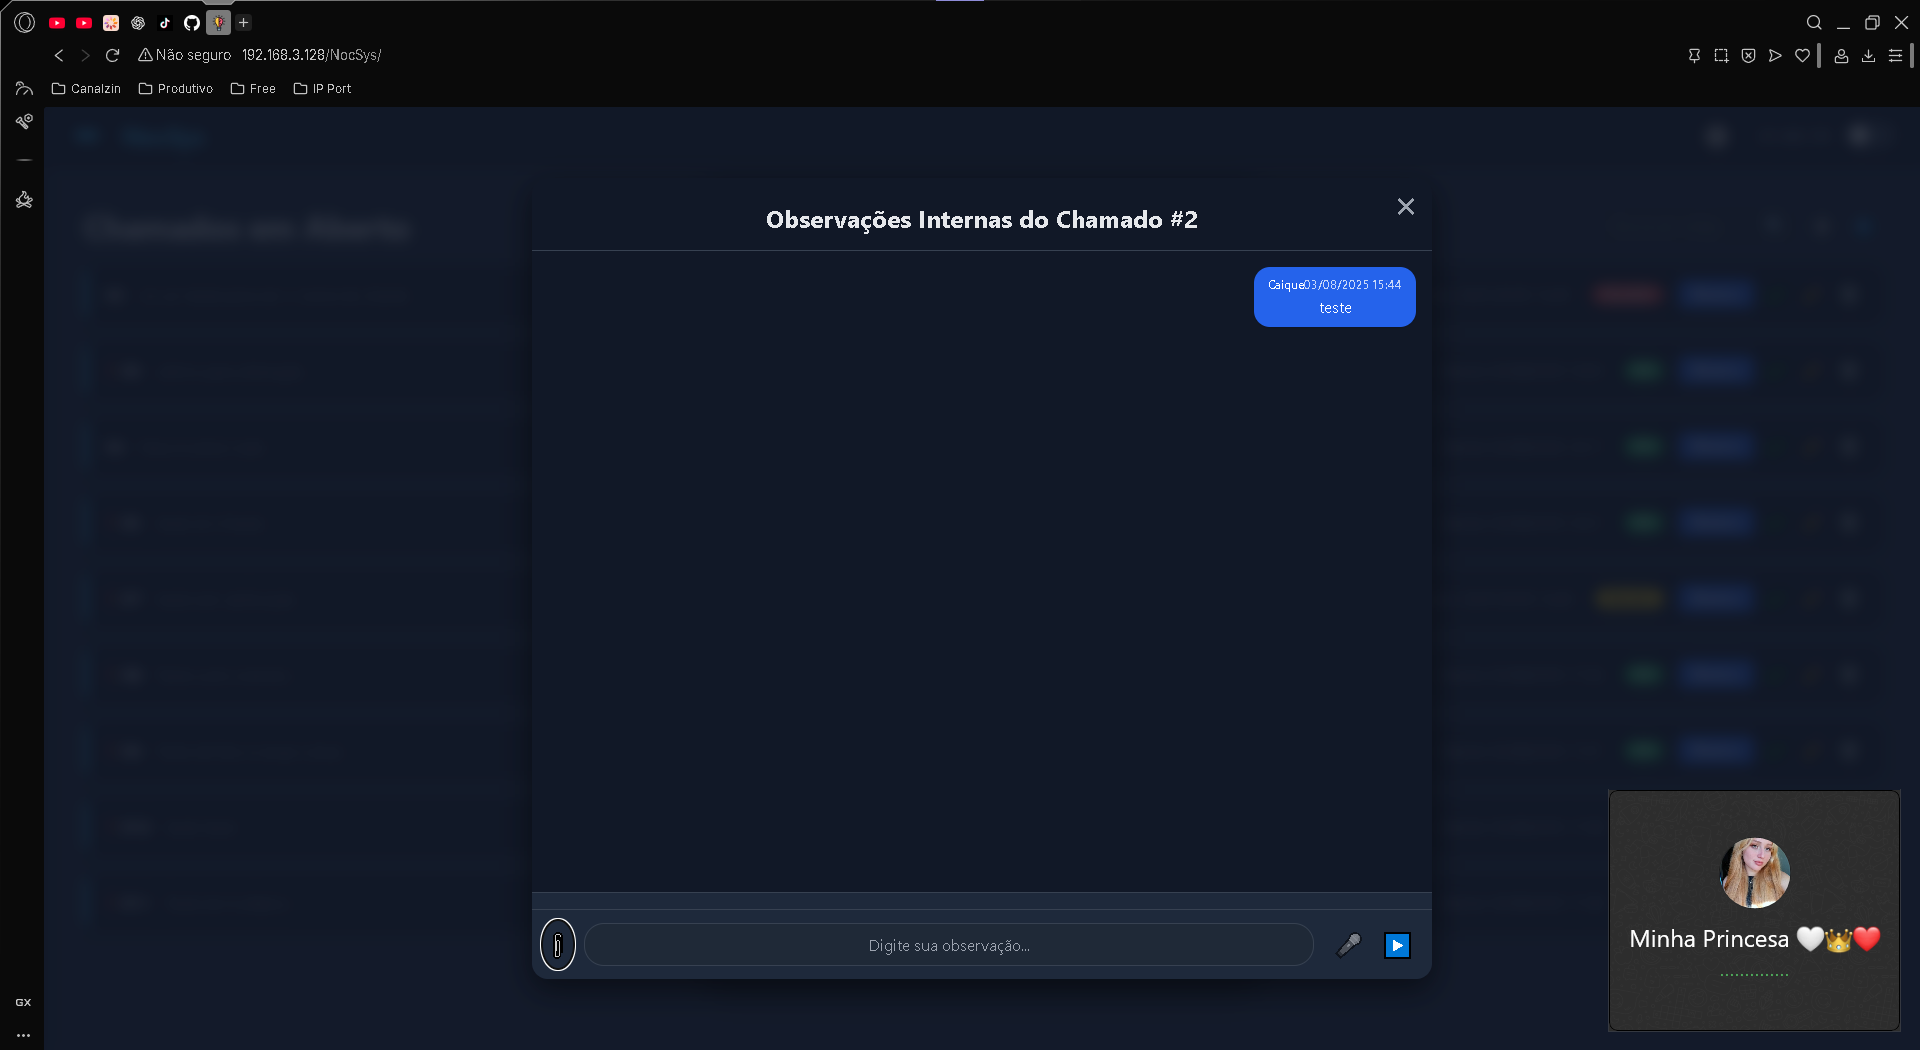 Não seguro 192.168.3.128/NocSys/
Canalzin Produtivo Free IP Port
Observações Internas do Chamado #2
Caique03/08/2025 15:44
teste
Digite sua observação...
Minha Princesa 🤍👑❤️
GX